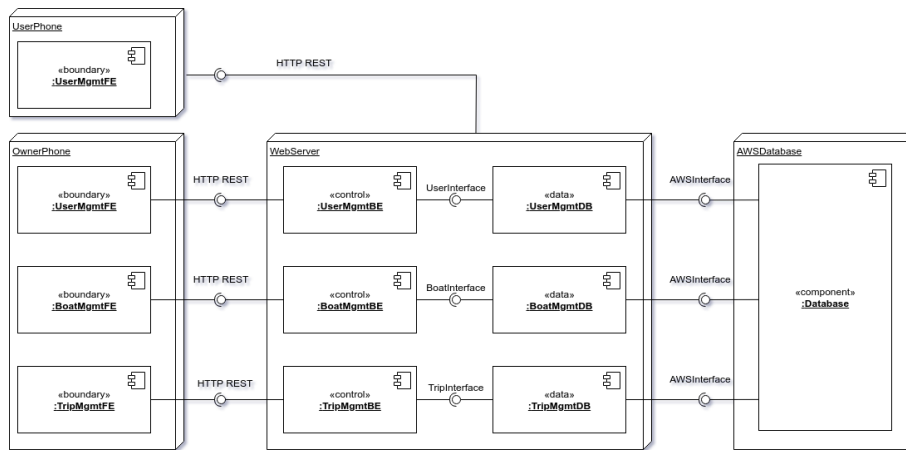 UserPhone
«boundary»
:UserMgmtFE
HTTP REST
OwnerPhone
WebServer
AWSDatabase
«boundary»
:UserMgmtFE
HTTP REST
«control»
:UserMgmtBE
UserInterface
«data»
:UserMgmtDB
AWSInterface
«boundary»
:BoatMgmtFE
HTTP REST
«control»
:BoatMgmtBE
BoatInterface
«data»
:BoatMgmtDB
AWSInterface
«component»
:Database
«boundary»
:TripMgmtFE
HTTP REST
«control»
:TripMgmtBE
TripInterface
«data»
:TripMgmtDB
AWSInterface